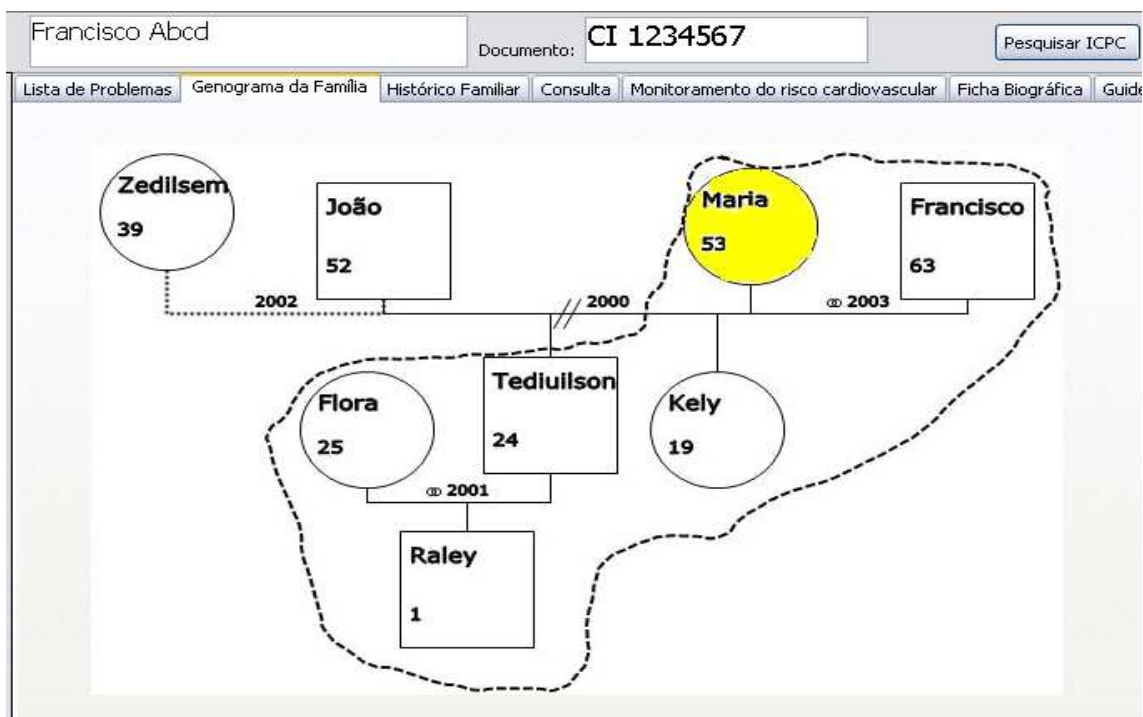 Francisco Abcd
Documento: CI 1234567
Pesquisar ICPC
Lista de Problemas Genograma da Família Histórico Familiar Consulta Monitoramento do risco cardiovascular Ficha Biográfica Guide
Zedilsem
39
João
52
Maria
53
Francisco
63
2002
2000
2003
Flora
25
Tediuilson
24
Kely
19
2001
Raley
1